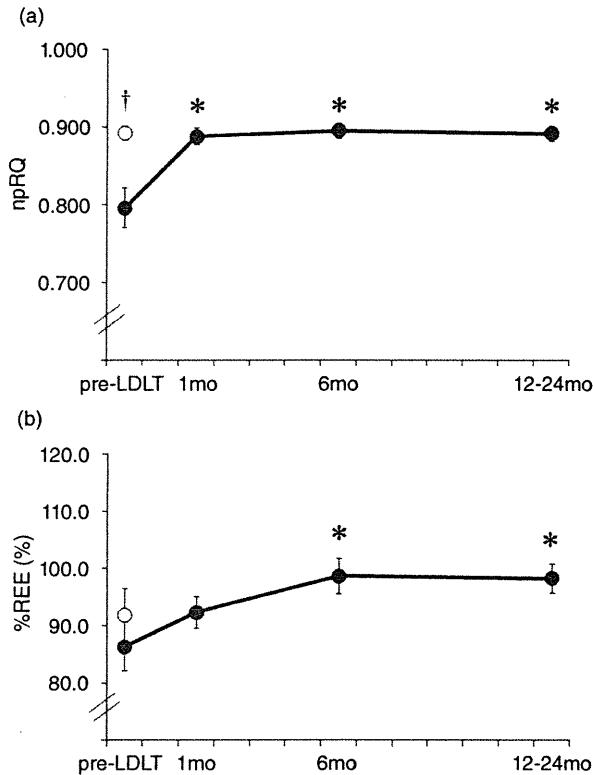 (a)
1.000
†
*
*
*
0.900
npRQ
0.800
0.700
pre-LDLT 1mo 6mo 12-24mo
(b)
120.0
110.0
*
*
%REE (%)
100.0
90.0
80.0
pre-LDLT 1mo 6mo 12-24mo